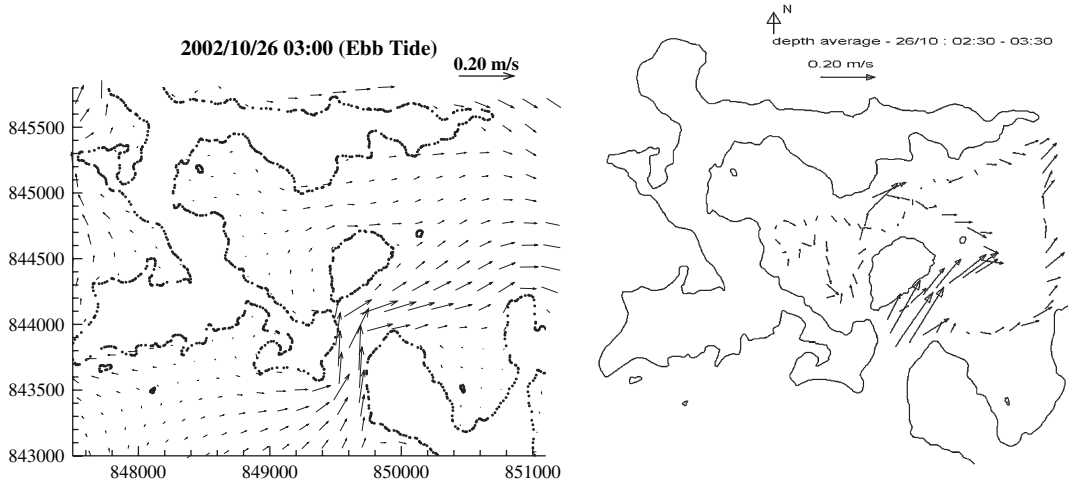 2002/10/26 03:00 (Ebb Tide)
0.20 m/s
845500
845000
844500
844000
843500
843000
848000
849000
850000
851000
N
depth average - 26/10 : 02:30 - 03:30
0.20 m/s